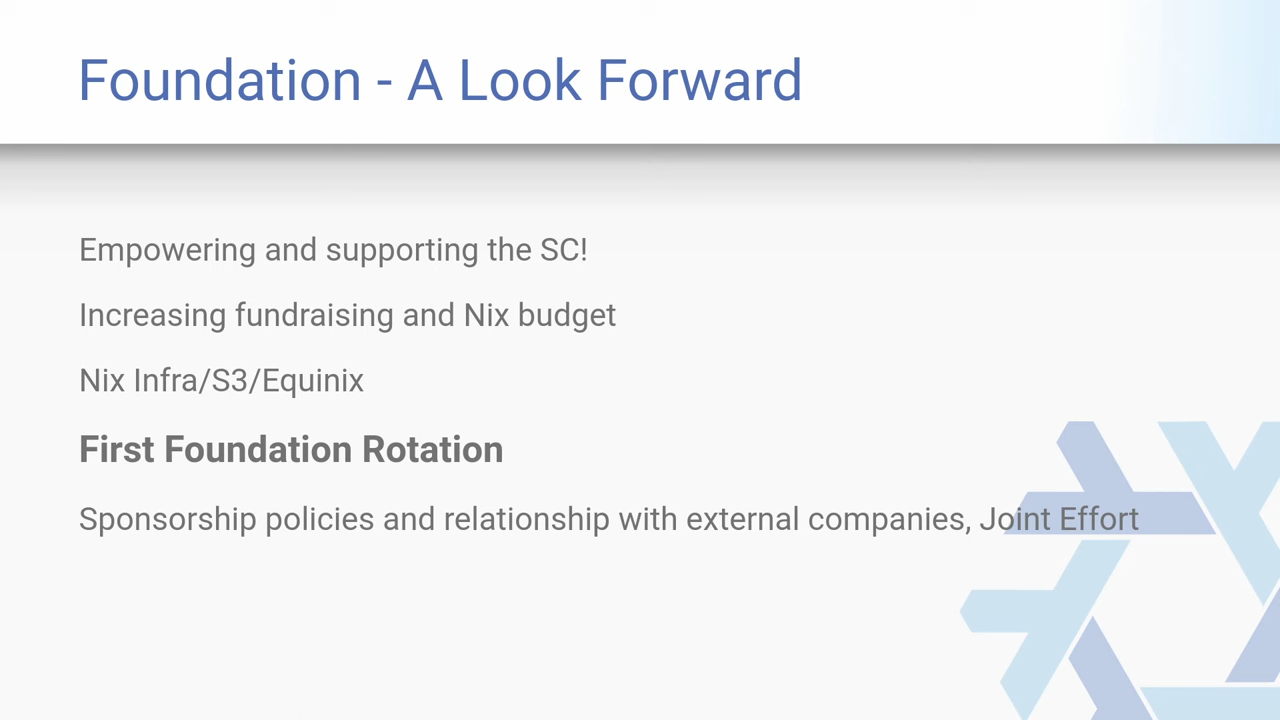 Foundation - A Look Forward
Empowering and supporting the SC!
Increasing fundraising and Nix budget
Nix Infra/S3/Equinix
First Foundation Rotation
Sponsorship policies and relationship with external companies, Joint Effort